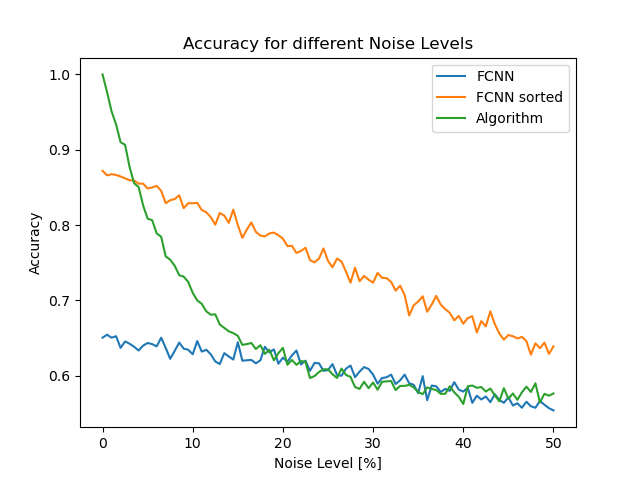 Accuracy for different Noise Levels
FCNN
FCNN sorted
Algorithm
1.0
0.9
0.8
0.7
0.6
Accuracy
0 10 20 30 40 50
Noise Level [%]